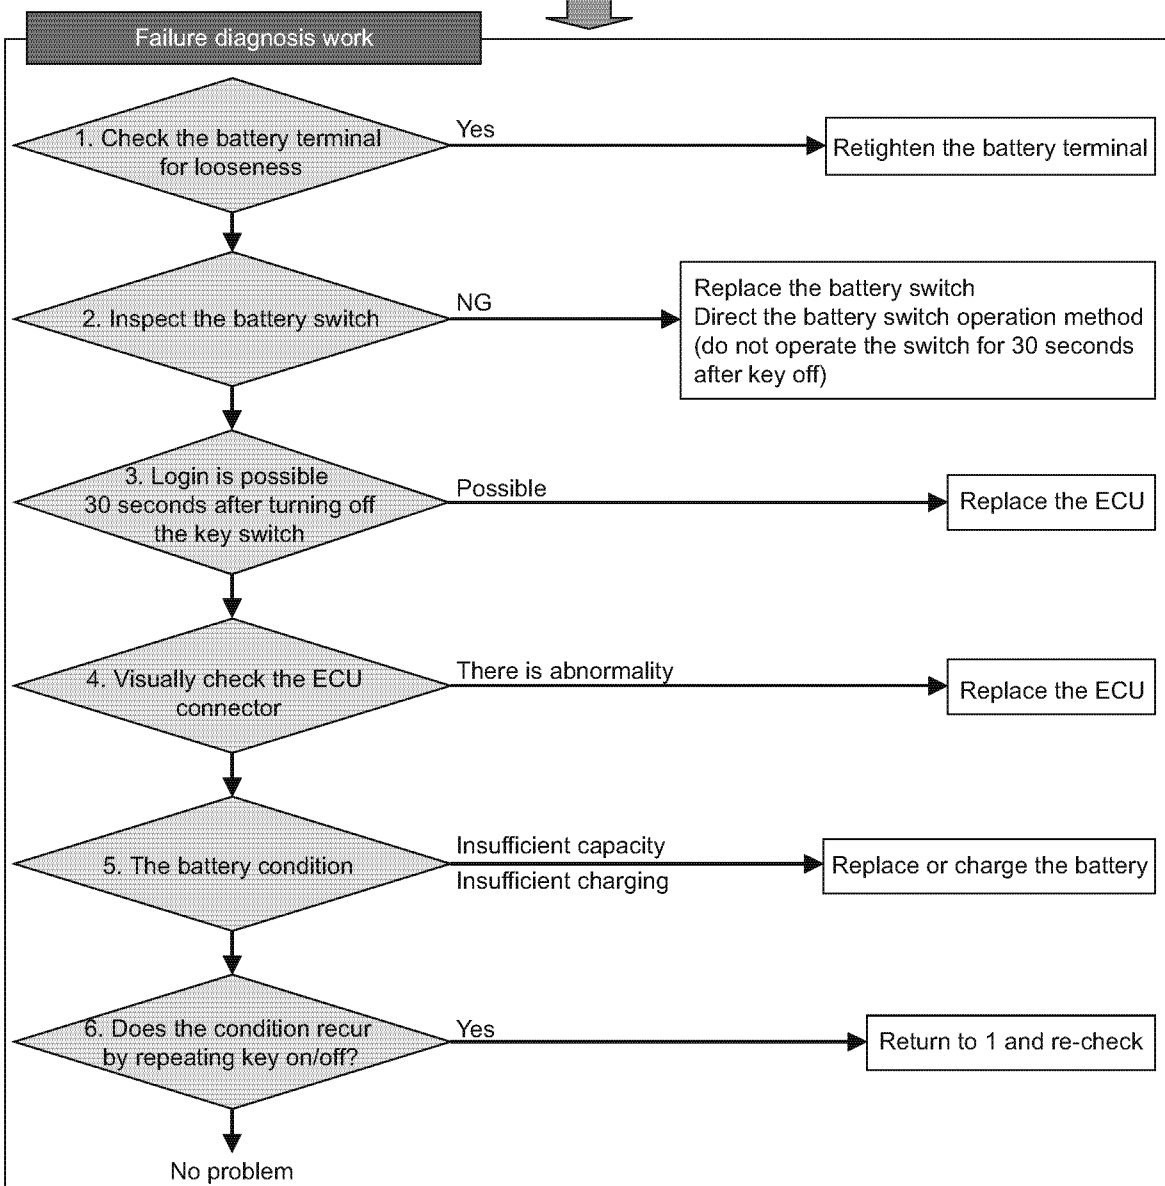 Failure diagnosis work
1. Check the battery terminal
for looseness
Yes
Retighten the battery terminal
2. Inspect the battery switch
NG
Replace the battery switch
Direct the battery switch operation method
(do not operate the switch for 30 seconds
after key off)
3. Login is possible
30 seconds after turning off
the key switch
Possible
Replace the ECU
4. Visually check the ECU
connector
There is abnormality
Replace the ECU
5. The battery condition
Insufficient capacity
Insufficient charging
Replace or charge the battery
6. Does the condition recur
by repeating key on/off?
Yes
Return to 1 and re-check
No problem